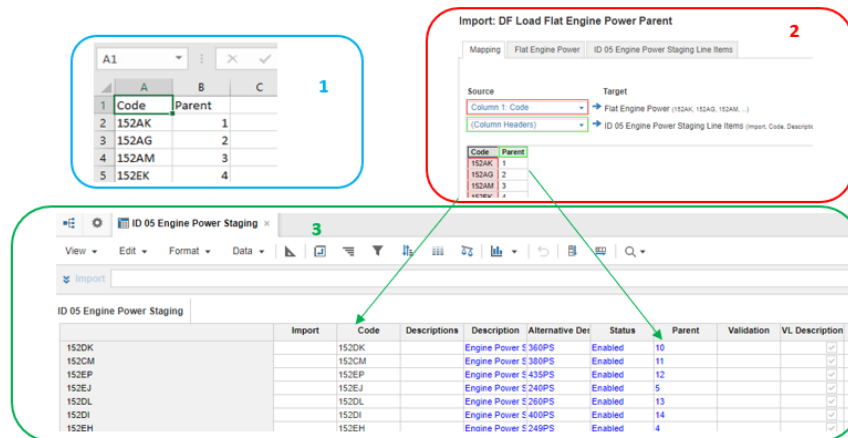 Import: DF Load Flat Engine Power Parent
2
Mapping Flat Engine Power ID 05 Engine Power Staging Line Items
Source Target
Column 1: Code Flat Engine Power (152AK, 152AG, 152AM, ...)
(Column Headers) ID 05 Engine Power Staging Line Items (Import, Code, Descriptio
Code Parent
152AK 1
152AG 2
152AM 3
152EK 4
A1
1
A B C
1 Code Parent
2 152AK 1
3 152AG 2
4 152AM 3
5 152EK 4
ID 05 Engine Power Staging
3
View Edit Format Data
Import
ID 05 Engine Power Staging
Import Code Descriptions Description Alternative Des Status Parent Validation VL Description
152DK 152DK Engine Power S 360PS Enabled 10
152CM 152CM Engine Power S 380PS Enabled 11
152EP 152EP Engine Power S 435PS Enabled 12
152EJ 152EJ Engine Power S 240PS Enabled 5
152DL 152DL Engine Power S 260PS Enabled 13
152DI 152DI Engine Power S 400PS Enabled 14
152EH 152EH Engine Power S 249PS Enabled 4